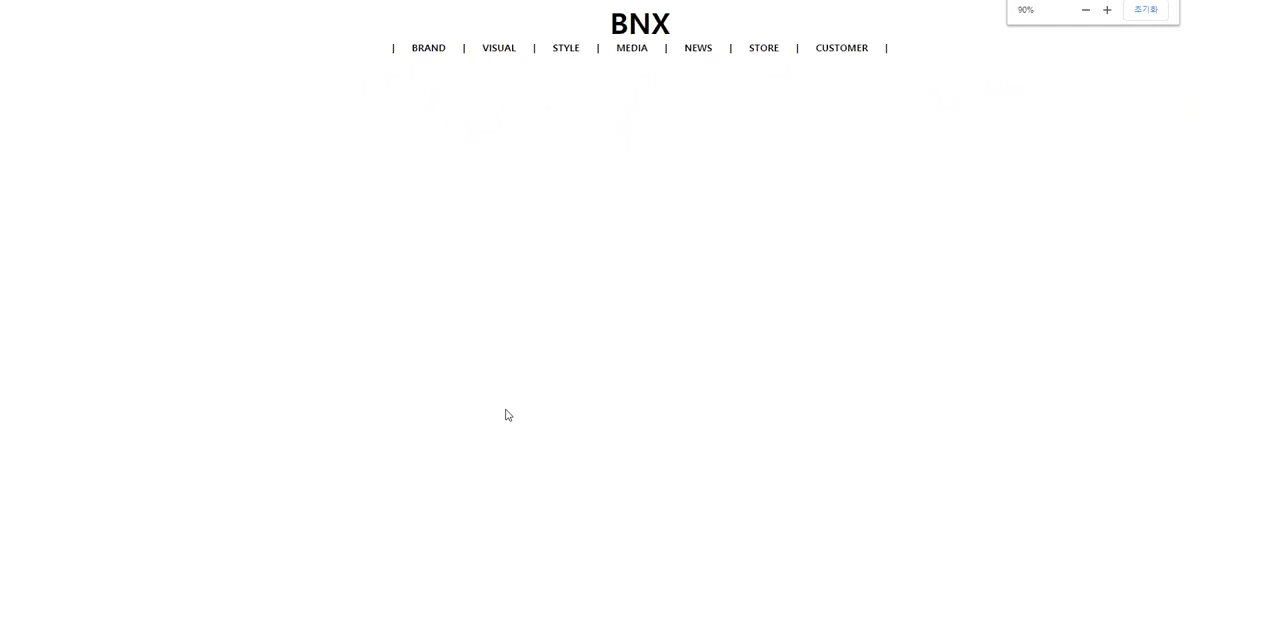 BNX
90%
초기화
| BRAND | VISUAL | STYLE | MEDIA | NEWS | STORE | CUSTOMER |